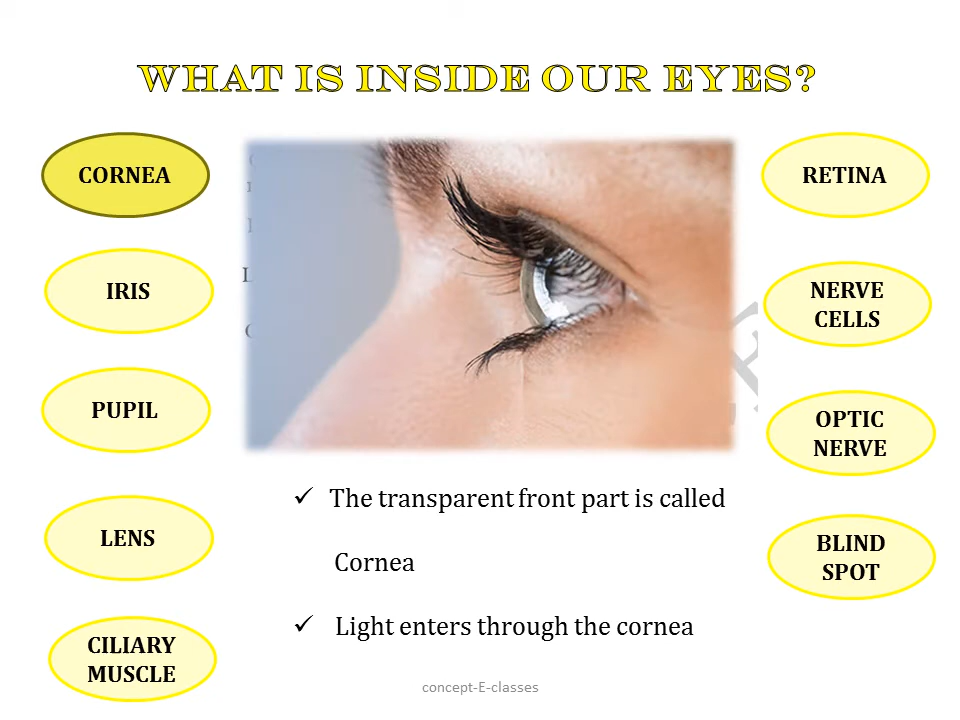 WHAT IS INSIDE OUR EYES?
CORNEA
IRIS
PUPIL
LENS
CILIARY
MUSCLE
RETINA
NERVE
CELLS
OPTIC
NERVE
BLIND
SPOT
✓ The transparent front part is called
Cornea
✓ Light enters through the cornea
concept-E-classes